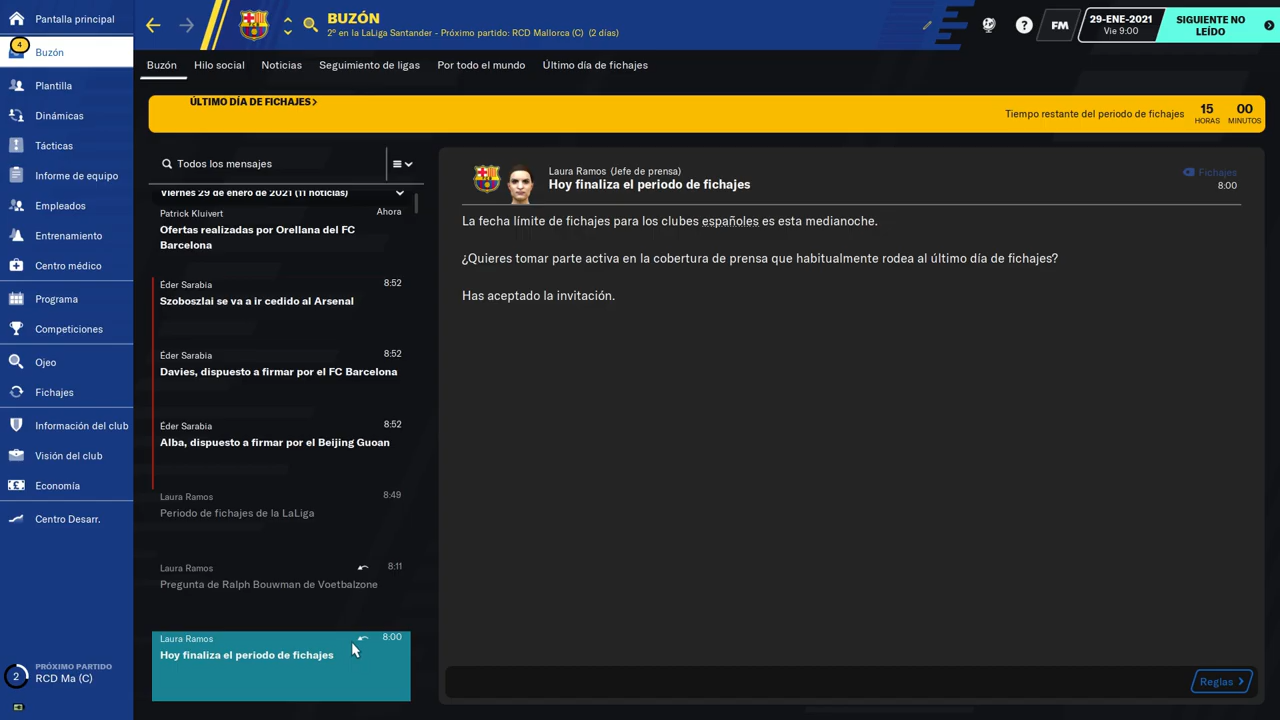 Pantalla principal
4
Buzón
Plantilla
Dinámicas
Tácticas
Informe de equipo
Empleados
Entrenamiento
Centro médico
Programa
Competiciones
Ojeo
Fichajes
Información del club
Visión del club
Economía
Centro Desarr.
2
PRÓXIMO PARTIDO
RCD Ma (C)
BUZÓN
2º en la LaLiga Santander - Próximo partido: RCD Mallorca (C) (2 días)
?
FM
29-ENE-2021
Vie 9:00
SIGUIENTE NO
LEÍDO
Buzón
Hilo social
Noticias
Seguimiento de ligas
Por todo el mundo
Último día de fichajes
ÚLTIMO DÍA DE FICHAJES>
Tiempo restante del periodo de fichajes
15
HORAS
00
MINUTOS
Todos los mensajes
Viernes 29 de enero de 2021 (11 noticias)
Patrick Kluivert
Ahora
Ofertas realizadas por Orellana del FC
Barcelona
Éder Sarabia
8:52
Szoboszlai se va a ir cedido al Arsenal
Éder Sarabia
8:52
Davies, dispuesto a firmar por el FC Barcelona
Éder Sarabia
8:52
Alba, dispuesto a firmar por el Beijing Guoan
Laura Ramos
8:49
Periodo de fichajes de la LaLiga
Laura Ramos
8:11
Pregunta de Ralph Bouwman de Voetbalzone
Laura Ramos
8:00
Hoy finaliza el periodo de fichajes
Laura Ramos (Jefe de prensa)
Hoy finaliza el periodo de fichajes
Fichajes
8:00
La fecha límite de fichajes para los clubes españoles es esta medianoche.
¿Quieres tomar parte activa en la cobertura de prensa que habitualmente rodea al último día de fichajes?
Has aceptado la invitación.
Reglas >